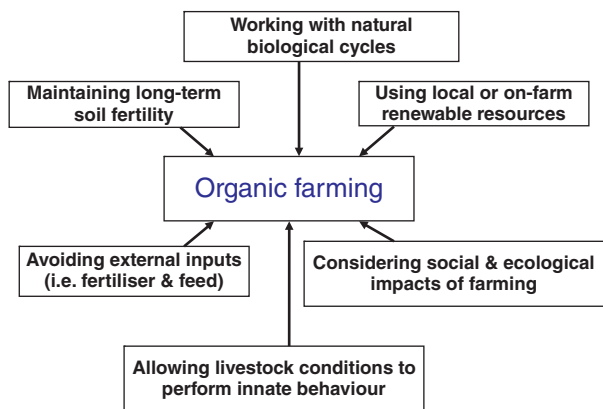 Working with natural
biological cycles
Maintaining long-term
soil fertility
Using local or on-farm
renewable resources
Organic farming
Avoiding external inputs
(i.e. fertiliser & feed)
Considering social & ecological
impacts of farming
Allowing livestock conditions to
perform innate behaviour